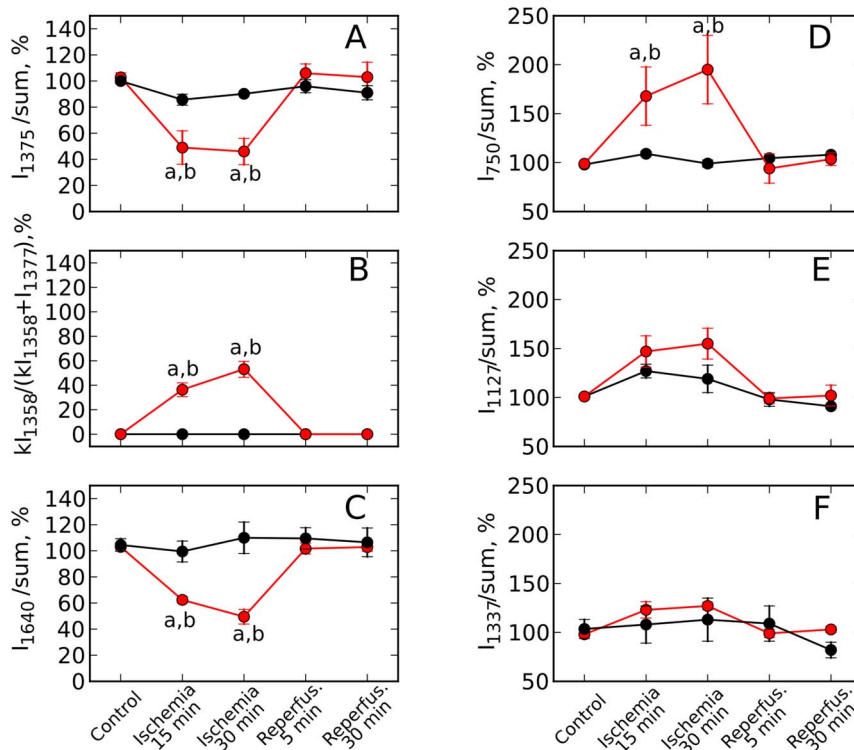 A
I1375/sum, %
140
120
100
80
60
40
20
0
a,b
a,b
B
kI1358/(kI1358+I1377),%
140
120
100
80
60
40
20
0
a,b
a,b
C
I1640/sum, %
140
120
100
80
60
40
20
0
a,b
a,b
Control
Ischemia
15 min
Ischemia
30 min
Reperfus.
5 min
Reperfus.
30 min
D
I750/sum, %
250
200
150
100
50
a,b
a,b
E
I1127/sum, %
250
200
150
100
50
F
I1337/sum, %
250
200
150
100
50
Control
Ischemia
15 min
Ischemia
30 min
Reperfus.
5 min
Reperfus.
30 min